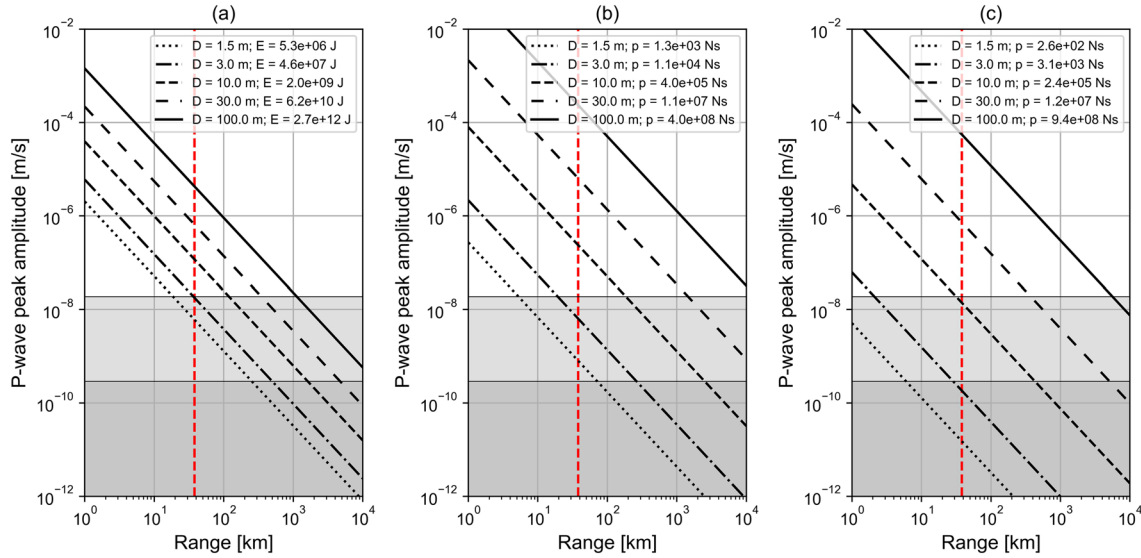 (a)
P-wave peak amplitude [m/s]
10^-2
10^-4
10^-6
10^-8
10^-10
10^-12
D = 1.5 m; E = 5.3e+06 J
D = 3.0 m; E = 4.6e+07 J
D = 10.0 m; E = 2.0e+09 J
D = 30.0 m; E = 6.2e+10 J
D = 100.0 m; E = 2.7e+12 J
10^0 10^1 10^2 10^3 10^4
Range [km]
(b)
P-wave peak amplitude [m/s]
10^-2
10^-4
10^-6
10^-8
10^-10
10^-12
D = 1.5 m; p = 1.3e+03 Ns
D = 3.0 m; p = 1.1e+04 Ns
D = 10.0 m; p = 4.0e+05 Ns
D = 30.0 m; p = 1.1e+07 Ns
D = 100.0 m; p = 4.0e+08 Ns
10^0 10^1 10^2 10^3 10^4
Range [km]
(c)
P-wave peak amplitude [m/s]
10^-2
10^-4
10^-6
10^-8
10^-10
10^-12
D = 1.5 m; p = 2.6e+02 Ns
D = 3.0 m; p = 3.1e+03 Ns
D = 10.0 m; p = 2.4e+05 Ns
D = 30.0 m; p = 1.2e+07 Ns
D = 100.0 m; p = 9.4e+08 Ns
10^0 10^1 10^2 10^3 10^4
Range [km]